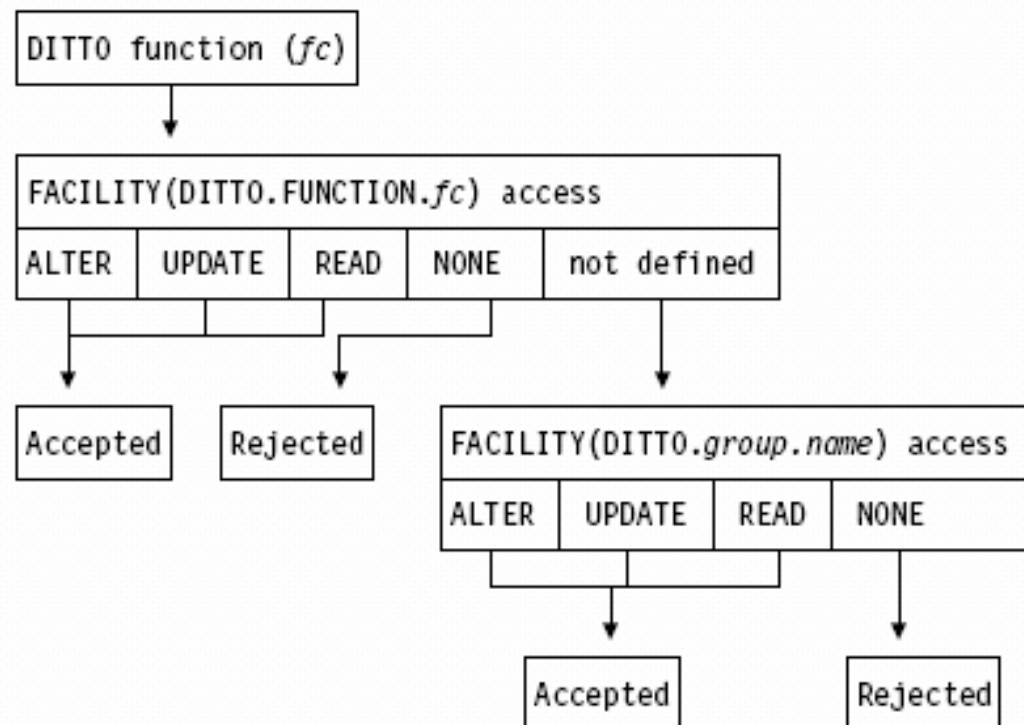 DITTO function (fc)
FACILITY(DITTO.FUNCTION.fc) access
ALTER UPDATE READ NONE not defined
Accepted Rejected
FACILITY(DITTO.group.name) access
ALTER UPDATE READ NONE
Accepted Rejected